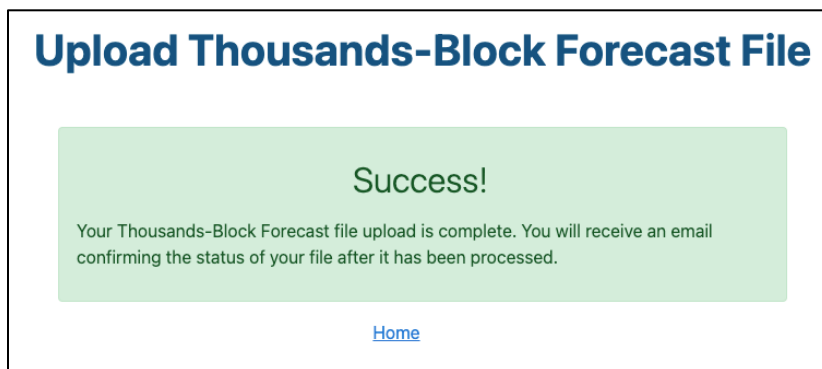 Upload Thousands-Block Forecast File
Success!
Your Thousands-Block Forecast file upload is complete. You will receive an email
confirming the status of your file after it has been processed.
Home